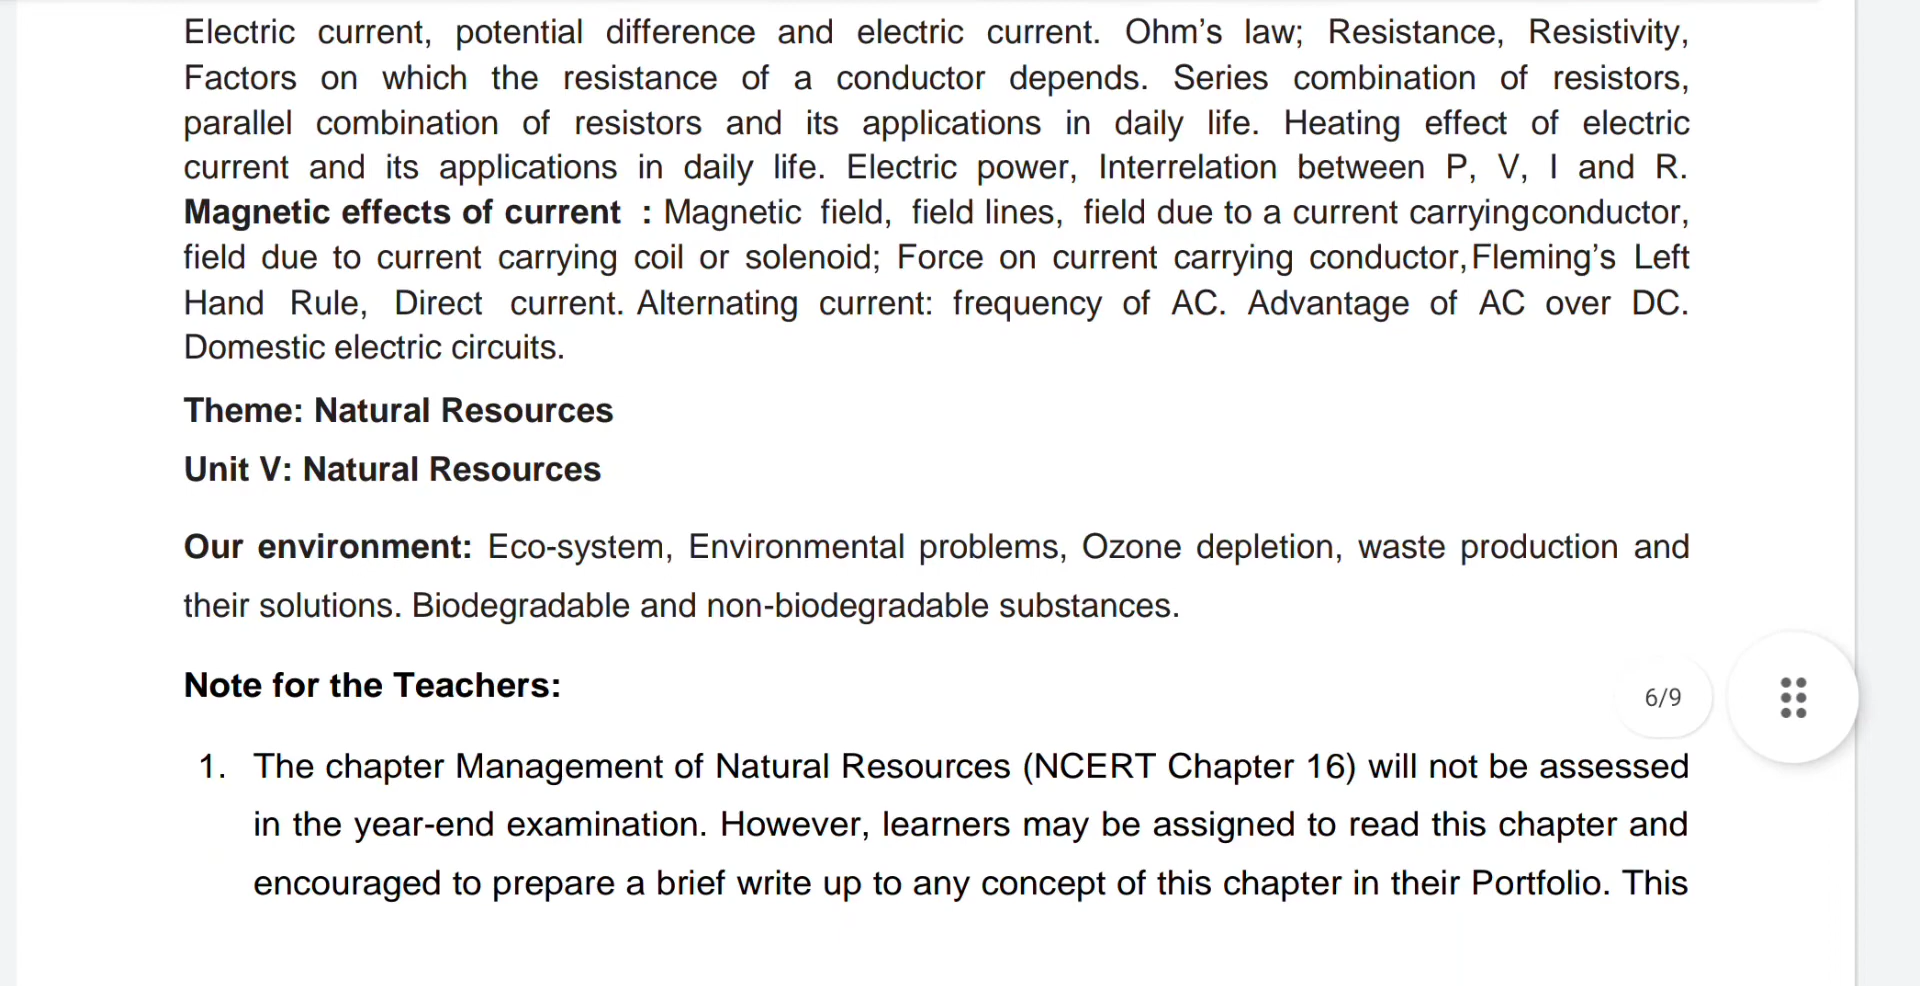 Electric current, potential difference and electric current. Ohm’s law; Resistance, Resistivity,
Factors on which the resistance of a conductor depends. Series combination of resistors,
parallel combination of resistors and its applications in daily life. Heating effect of electric
current and its applications in daily life. Electric power, Interrelation between P, V, I and R.
Magnetic effects of current : Magnetic field, field lines, field due to a current carryingconductor,
field due to current carrying coil or solenoid; Force on current carrying conductor,Fleming’s Left
Hand Rule, Direct current. Alternating current: frequency of AC. Advantage of AC over DC.
Domestic electric circuits.
Theme: Natural Resources
Unit V: Natural Resources
Our environment: Eco-system, Environmental problems, Ozone depletion, waste production and
their solutions. Biodegradable and non-biodegradable substances.
Note for the Teachers:
6/9
1. The chapter Management of Natural Resources (NCERT Chapter 16) will not be assessed
in the year-end examination. However, learners may be assigned to read this chapter and
encouraged to prepare a brief write up to any concept of this chapter in their Portfolio. This